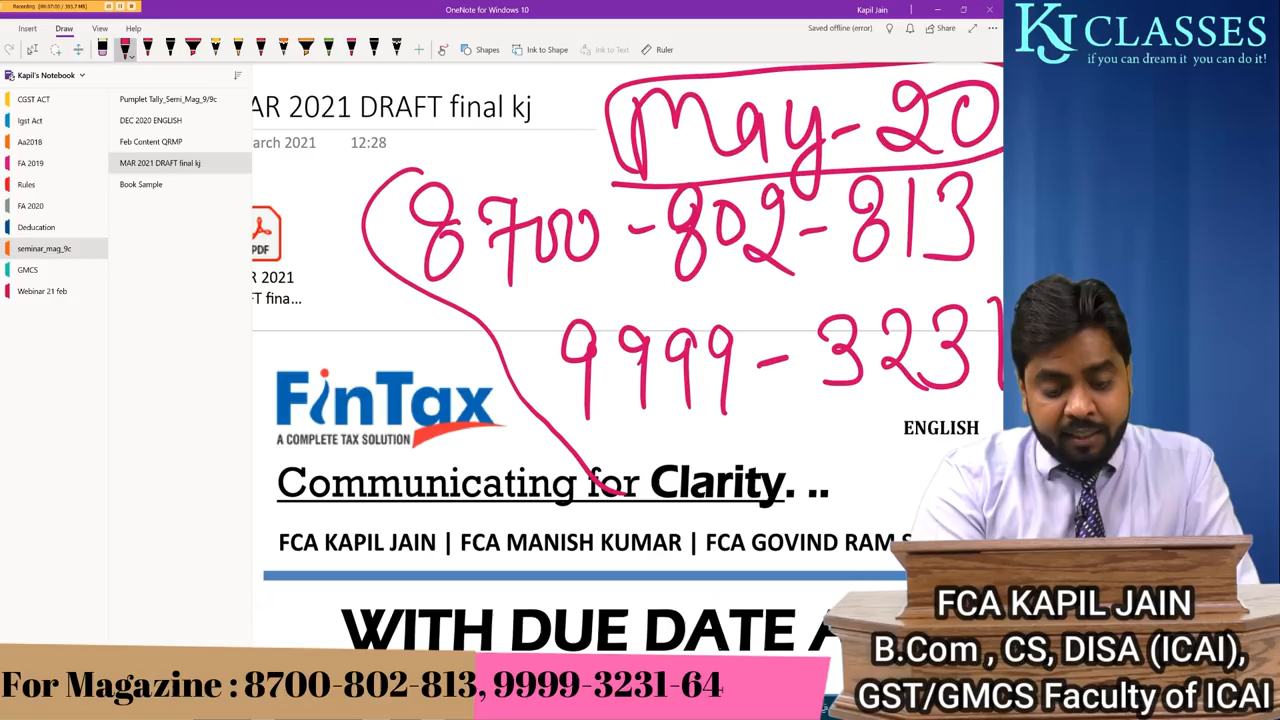 Recording [00:07:00 / 393.7 MB]
OneNote for Windows 10
Kapil Jain
Insert Draw View Help
Saved offline (error)
Share
Shapes
Ink to Shape
Ink to Text
Ruler
Kapil's Notebook
CGST ACT
Igst Act
Aa2018
FA 2019
Rules
FA 2020
Deducation
seminar_mag_9c
GMCS
Webinar 21 feb
Pumplet Tally_Semi_Mag_9/9c
DEC 2020 ENGLISH
Feb Content QRMP
MAR 2021 DRAFT final kj
Book Sample
AR 2021 DRAFT final kj
arch 2021 12:28
May-20
8700-802-813
9999-3231
PDF
R 2021
T fina...
FinTax
A COMPLETE TAX SOLUTION
ENGLISH
Communicating for Clarity. ..
FCA KAPIL JAIN | FCA MANISH KUMAR | FCA GOVIND RAM S
WITH DUE DATE A
KJ CLASSES
if you can dream it you can do it!
FCA KAPIL JAIN
B.Com , CS, DISA (ICAI),
GST/GMCS Faculty of ICAI
For Magazine : 8700-802-813, 9999-3231-64